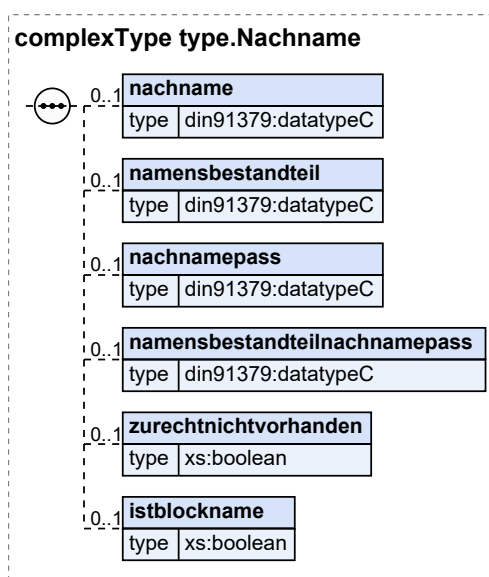 complexType type.Nachname
0..1 nachname
type din91379:datatypeC
0..1 namensbestandteil
type din91379:datatypeC
0..1 nachnamepass
type din91379:datatypeC
0..1 namensbestandteilnachnamepass
type din91379:datatypeC
0..1 zurechtnichtvorhanden
type xs:boolean
0..1 istblockname
type xs:boolean